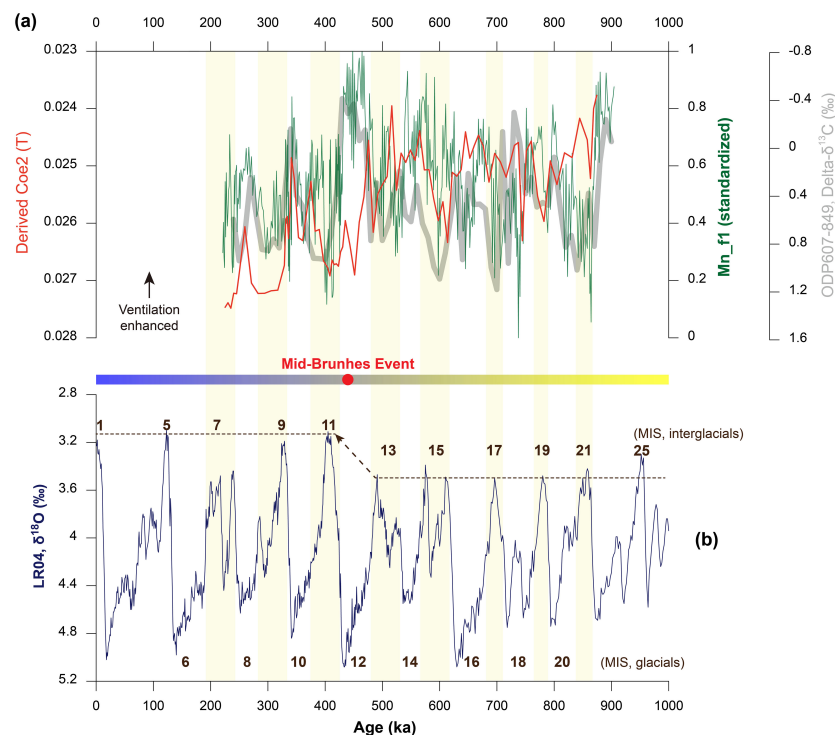 (a)
0 100 200 300 400 500 600 700 800 900 1000
0.023
0.024
0.025
0.026
0.027
0.028
Derived Coe2 (T)
1
0.8
0.6
0.4
0.2
0
Mn_f1 (standardized)
-0.8
-0.4
0
0.4
0.8
1.2
1.6
ODP607-849, Delta-δ¹³C (‰)
Ventilation
enhanced
Mid-Brunhes Event
2.8
3.2
3.6
4
4.4
4.8
5.2
LR04, δ¹⁸O (‰)
1 5 7 9 11 13 15 17 19 21 25
(MIS, interglacials)
(b)
6 8 10 12 14 16 18 20
(MIS, glacials)
0 100 200 300 400 500 600 700 800 900 1000
Age (ka)